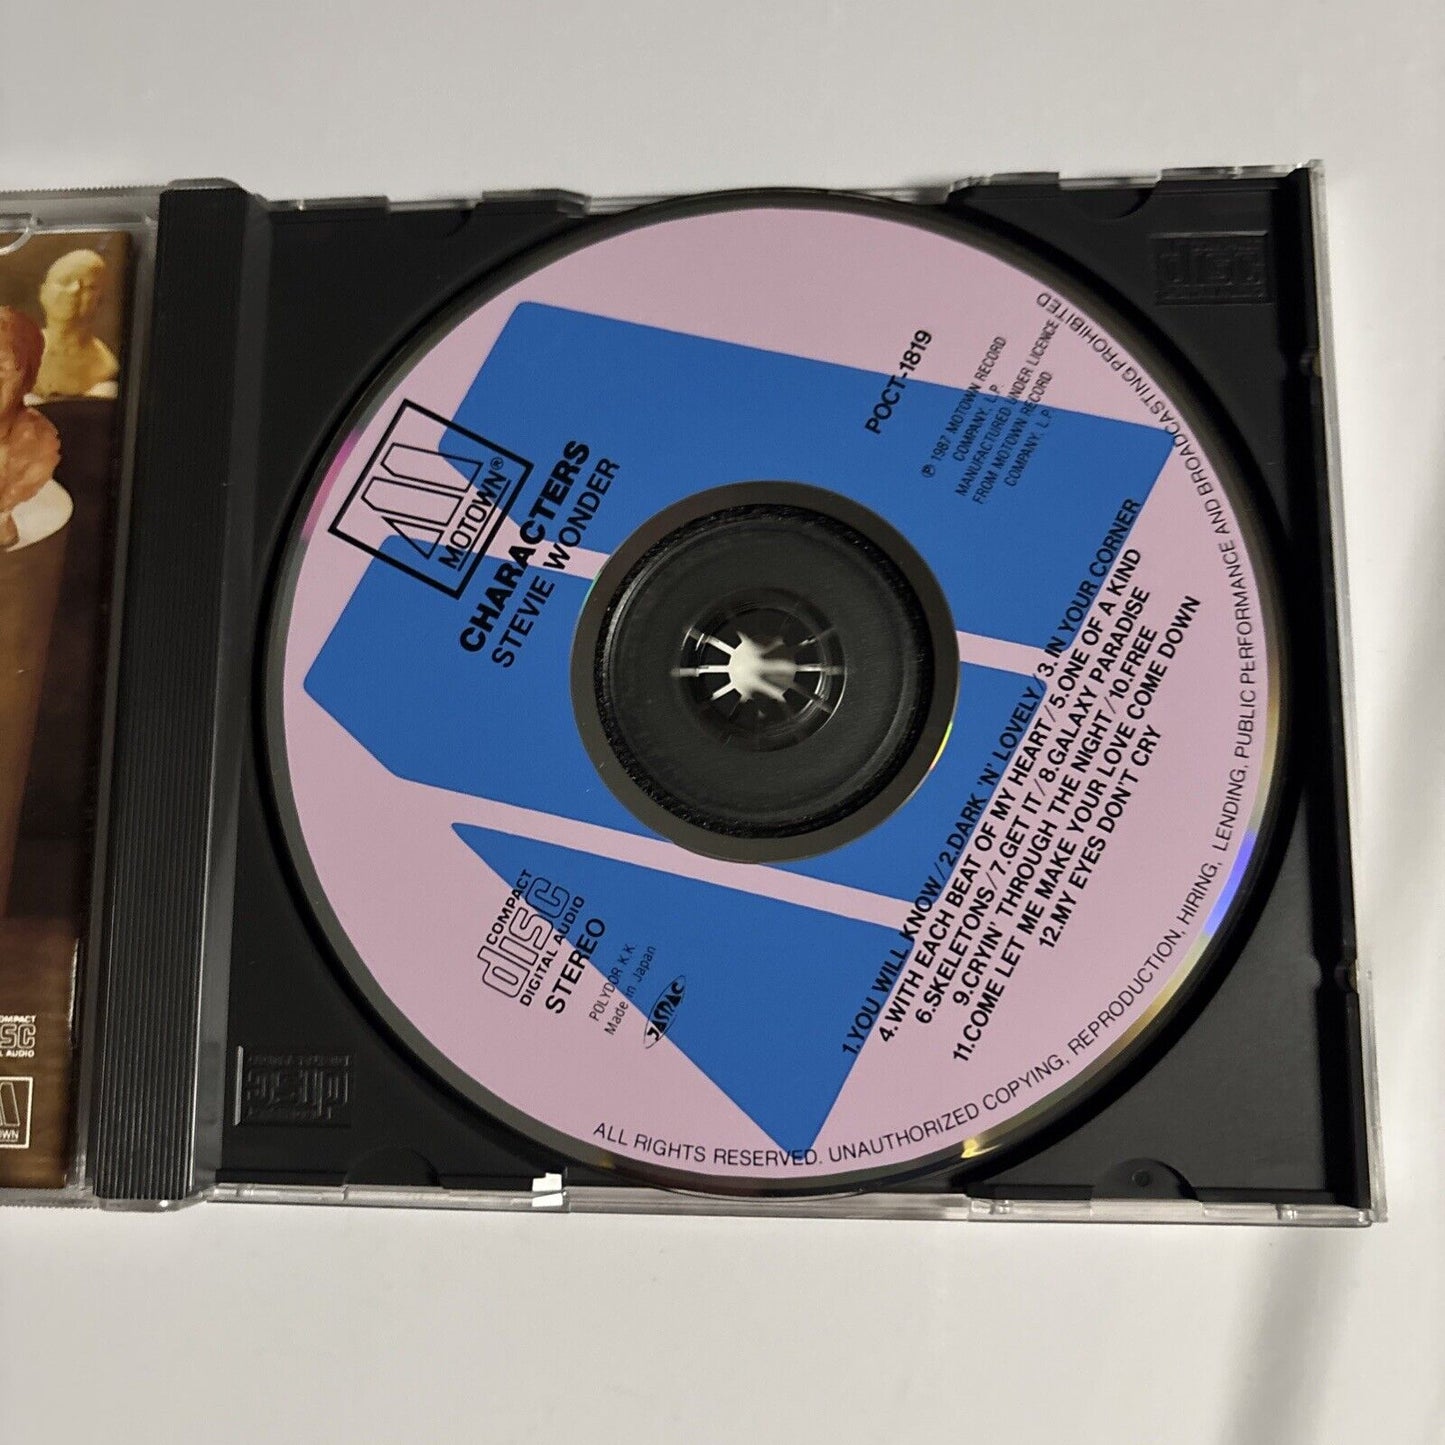 MOTOWN®
CHARACTERS
STEVIE WONDER
POCT-1819
℗ 1987 MOTOWN RECORD
COMPANY, L.P.
MANUFACTURED UNDER LICENCE
FROM MOTOWN RECORD
COMPANY, L.P.
1.YOU WILL KNOW/2.DARK 'N' LOVELY/3.IN YOUR CORNER
4.WITH EACH BEAT OF MY HEART/5.ONE OF A KIND
6.SKELETONS/7.GET IT/8.GALAXY PARADISE
9.CRYIN' THROUGH THE NIGHT/10.FREE
11.COME LET ME MAKE YOUR LOVE COME DOWN
12.MY EYES DON'T CRY
COMPACT
disc
DIGITAL AUDIO
STEREO
POLYDOR K.K.
Made in Japan
JASRAC
ALL RIGHTS RESERVED. UNAUTHORIZED COPYING, REPRODUCTION, HIRING, LENDING, PUBLIC PERFORMANCE AND BROADCASTING PROHIBITED
disc
disc